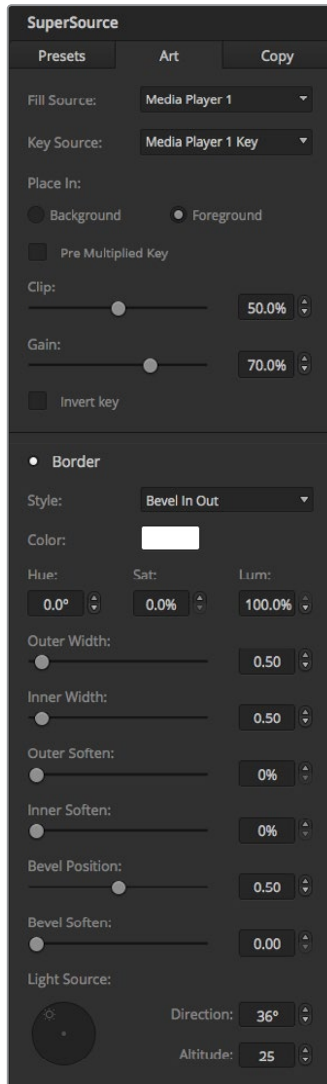 SuperSource
Presets Art Copy
Fill Source: Media Player 1
Key Source: Media Player 1 Key
Place In:
Background Foreground
Pre Multiplied Key
Clip:
50.0%
Gain:
70.0%
Invert key
Border
Style: Bevel In Out
Color:
Hue: Sat: Lum:
0.0° 0.0% 100.0%
Outer Width:
0.50
Inner Width:
0.50
Outer Soften:
0%
Inner Soften:
0%
Bevel Position:
0.50
Bevel Soften:
0.00
Light Source:
Direction: 36°
Altitude: 25